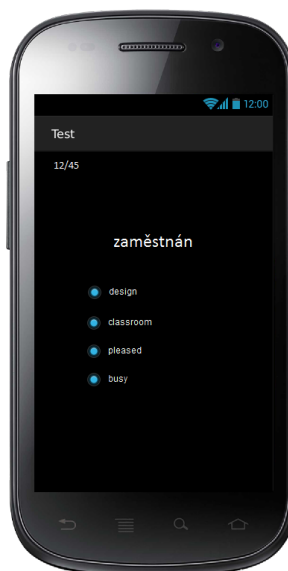 12:00
Test
12/45
zaměstnán
design
classroom
pleased
busy